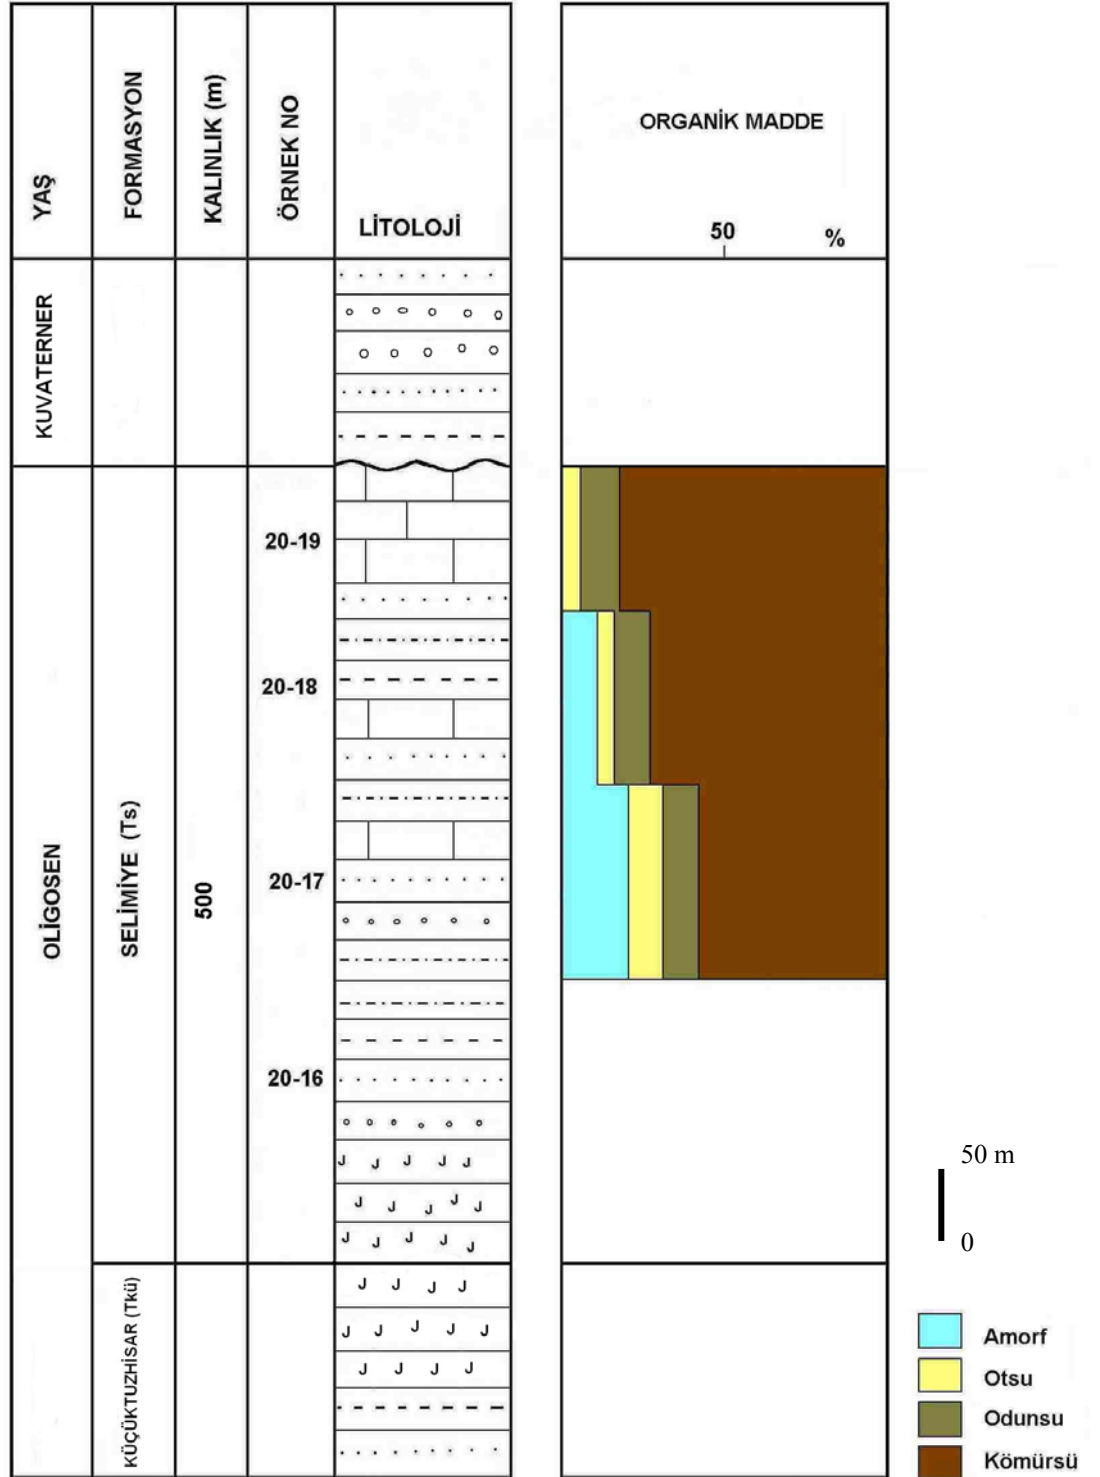 YAŞ
FORMASYON
KALINLIK (m)
ÖRNEK NO
LİTOLOJİ
ORGANİK MADDE
50
%
KUVATERNER
OLİGOSEN
SELİMİYE (Ts)
500
20-19
20-18
20-17
20-16
KÜÇÜKTUZHİSAR (Tkü)
50 m
0
Amorf
Otsu
Odunsu
Kömürsü